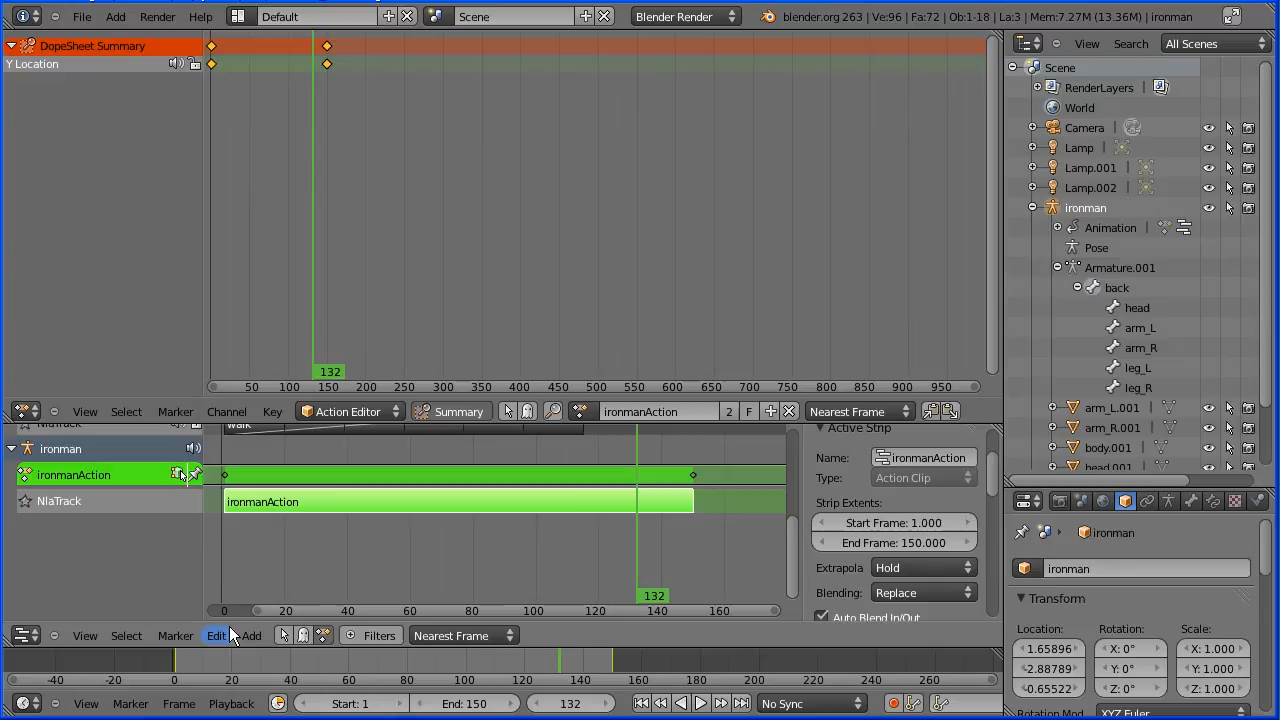 File Add Render Help Default Scene Blender Render blender.org 263 | Ve:96 | Fa:72 | Ob:1-18 | La:3 | Mem:7.27M (13.36M) | ironman
DopeSheet Summary
Y Location
132
50 100 150 200 250 300 350 400 450 500 550 600 650 700 750 800 850 900 950
View Select Marker Channel Key Action Editor Summary ironmanAction 2 F Nearest Frame
walk
ironman
ironmanAction
NlaTrack
ironmanAction
132
0 20 40 60 80 100 120 140 160
View Select Marker Edit Add Filters Nearest Frame
Active Strip
Name: ironmanAction
Type: Action Clip
Strip Extents:
Start Frame: 1.000
End Frame: 150.000
Extrapola Hold
Blending: Replace
Auto Blend In/Out
-40 -20 0 20 40 60 80 100 120 140 160 180 200 220 240 260
View Marker Frame Playback Start: 1 End: 150 132 No Sync
View Search All Scenes
Scene
RenderLayers
World
Camera
Lamp
Lamp.001
Lamp.002
ironman
Animation
Pose
Armature.001
back
head
arm_L
arm_R
leg_L
leg_R
arm_L.001
arm_R.001
body.001
head.001
ironman
ironman
Transform
Location: Rotation: Scale:
1.65896 X: 0° X: 1.000
-2.88789 Y: 0° Y: 1.000
-0.65522 Z: 0° Z: 1.000
Rotation Mod XYZ Euler